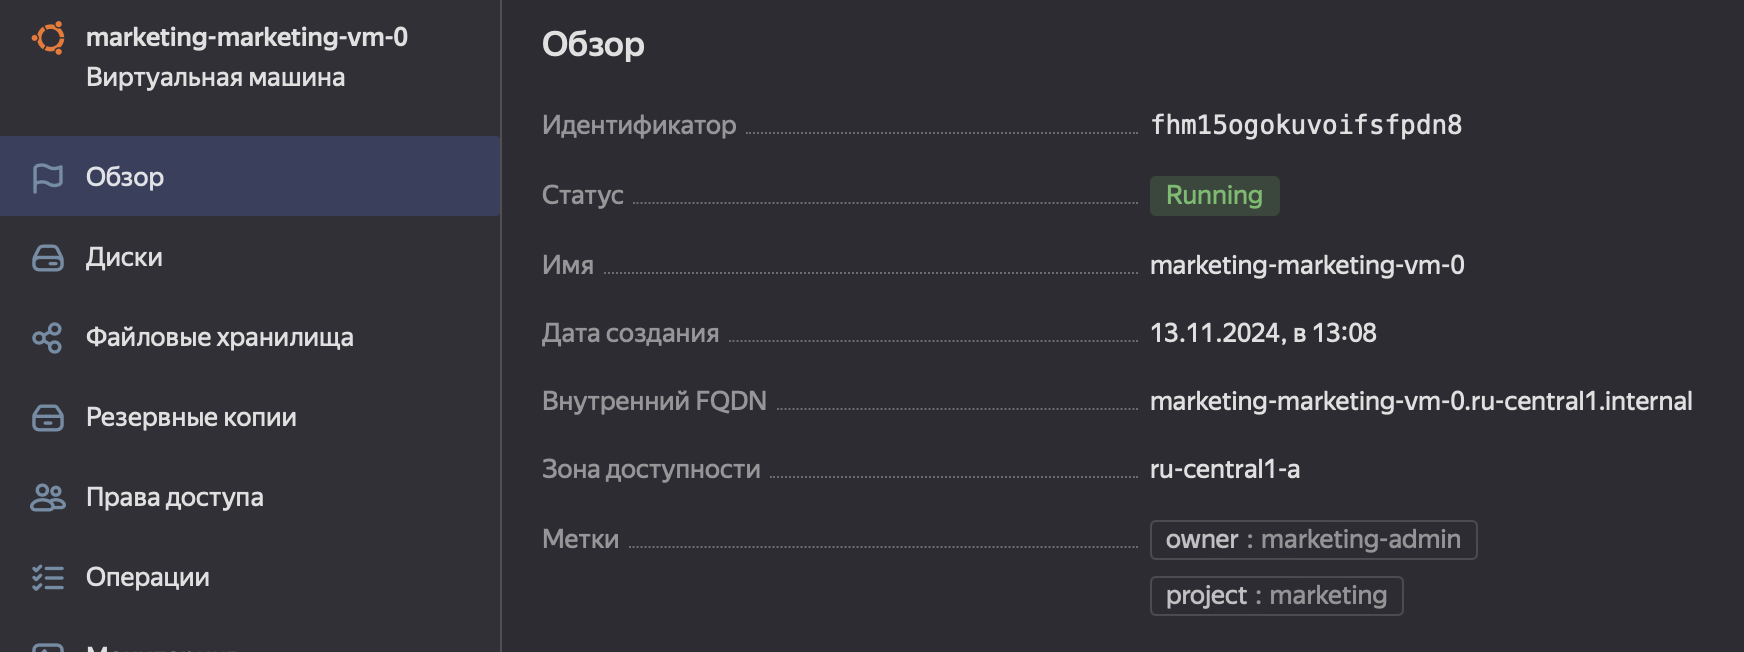 marketing-marketing-vm-0
Виртуальная машина
Обзор
Диски
Файловые хранилища
Резервные копии
Права доступа
Операции
Обзор
Идентификатор fhm15ogokuvoifsfpdn8
Статус Running
Имя marketing-marketing-vm-0
Дата создания 13.11.2024, в 13:08
Внутренний FQDN marketing-marketing-vm-0.ru-central1.internal
Зона доступности ru-central1-a
Метки owner : marketing-admin
project : marketing